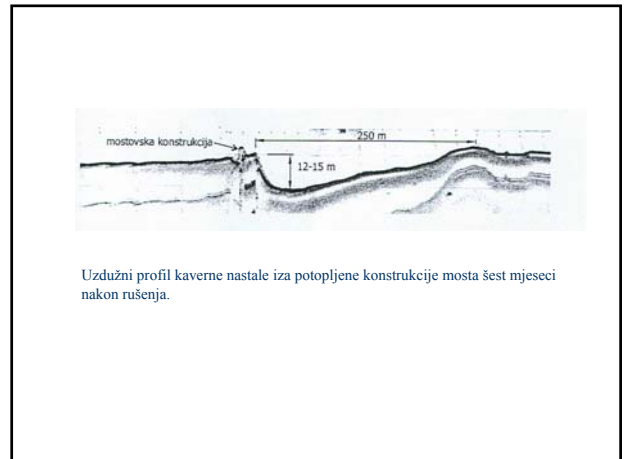 250 m
mostovska konstrukcija
12-15 m
Uzdužni profil kaverne nastale iza potopljene konstrukcije mosta šest mjeseci
nakon rušenja.